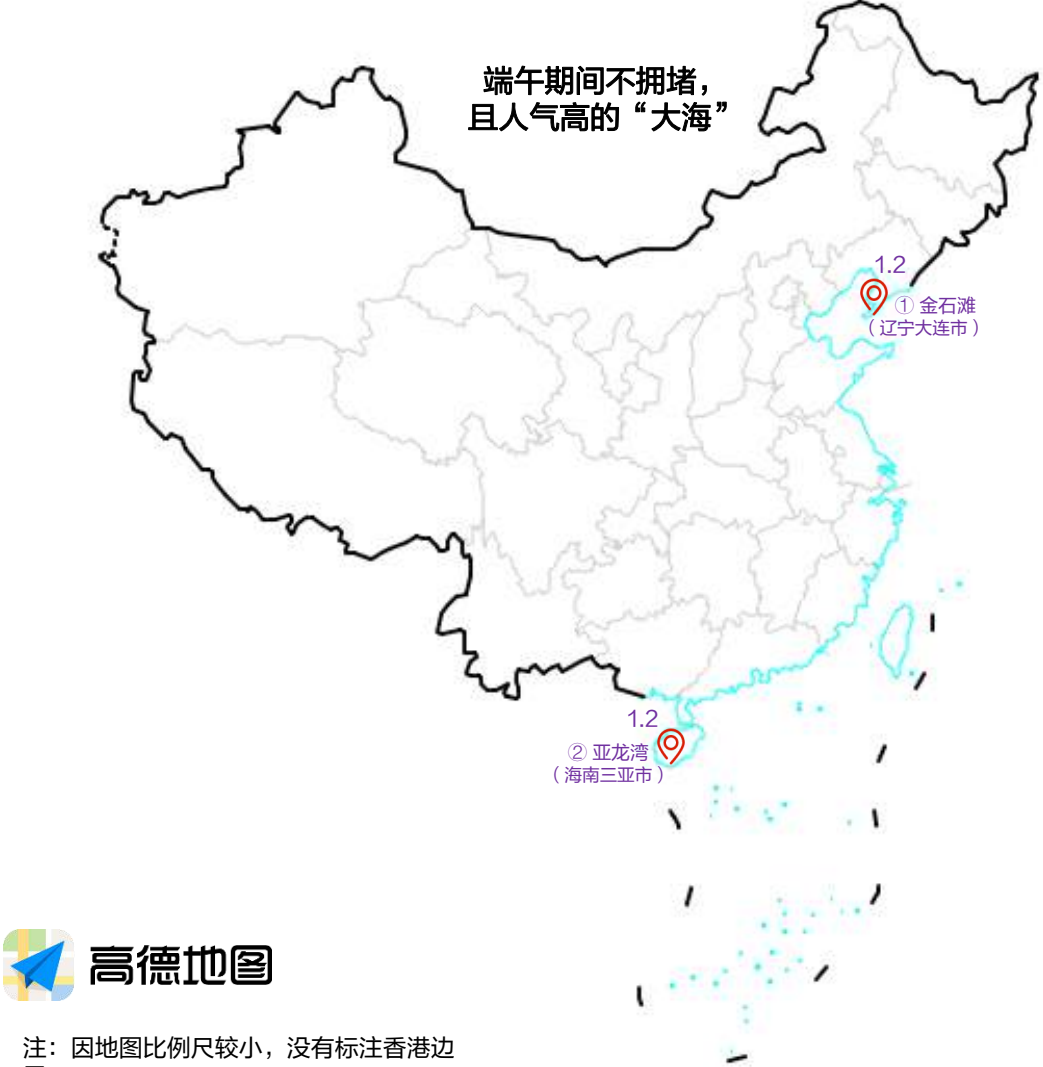 端午期间不拥堵，
且人气高的“大海”
1.2
① 金石滩
（辽宁大连市）
1.2
② 亚龙湾
（海南三亚市）
高德地图
注：因地图比例尺较小，没有标注香港边